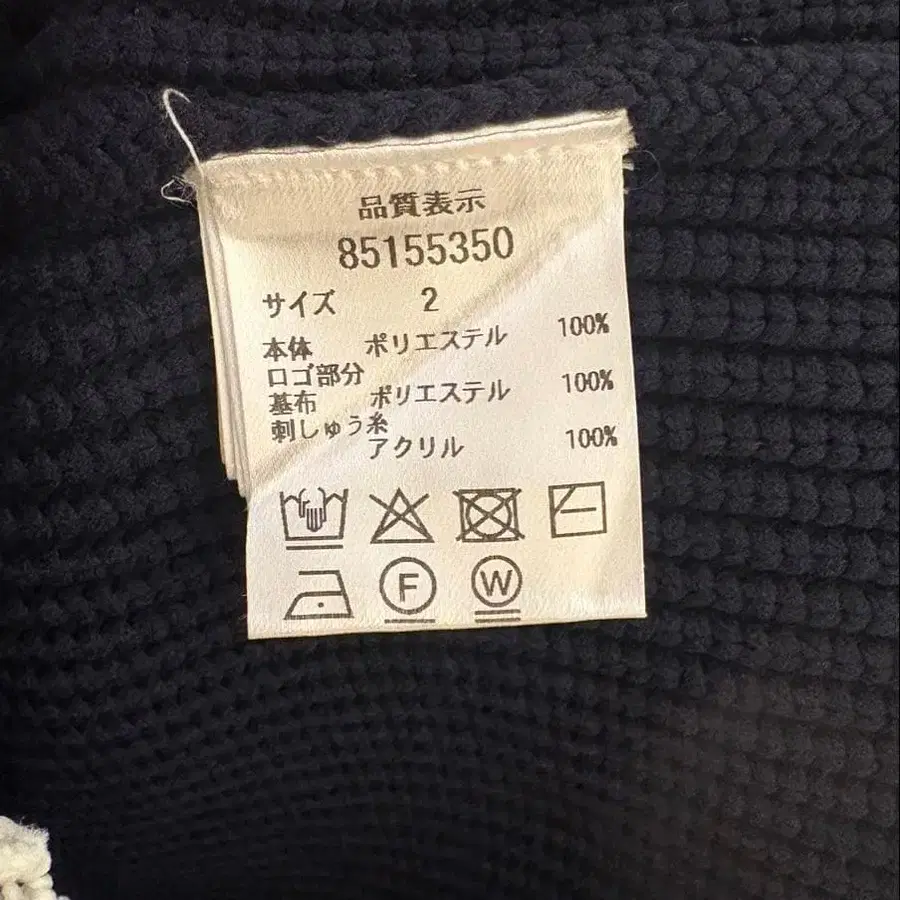 品質表示
85155350
サイズ 2
本体 ポリエステル 100%
ロゴ部分
基布 ポリエステル 100%
刺しゅう糸
アクリル 100%
F W